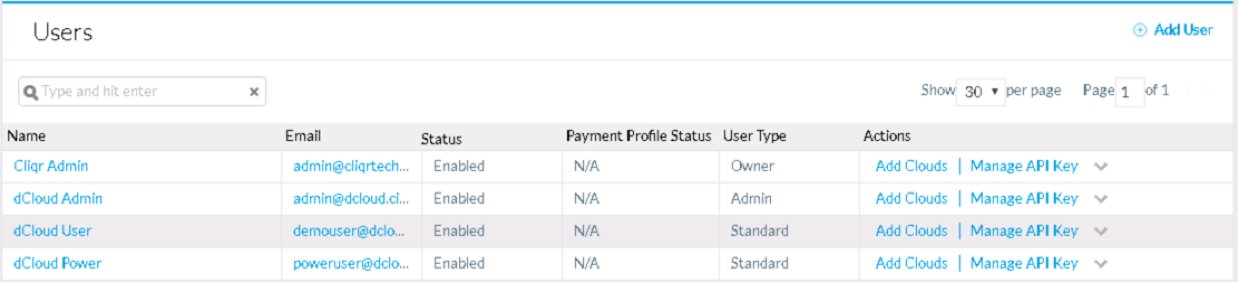 Users
Add User
Type and hit enter
Show 30 per page Page 1 of 1
Name Email Status Payment Profile Status User Type Actions
Cliqr Admin admin@cliqrtech... Enabled N/A Owner Add Clouds | Manage API Key
dCloud Admin admin@dcloud.ci... Enabled N/A Admin Add Clouds | Manage API Key
dCloud User demouser@dclo... Enabled N/A Standard Add Clouds | Manage API Key
dCloud Power poweruser@dclo... Enabled N/A Standard Add Clouds | Manage API Key